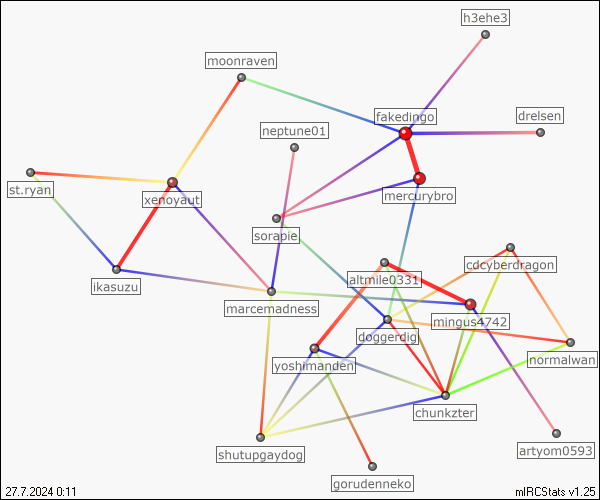 h3ehe3
moonraven
fakedingo
drelsen
neptune01
st.ryan
xenoyaut
mercurybro
sorapie
cdcyberdragon
altmile0331
ikasuzu
marcemadness
mingus4742
doggerdig
yoshimanden
normalwan
chunkzter
shutupgaydog
artyom0593
gorudenneko
27.7.2024 0:11
mIRCStats v1.25